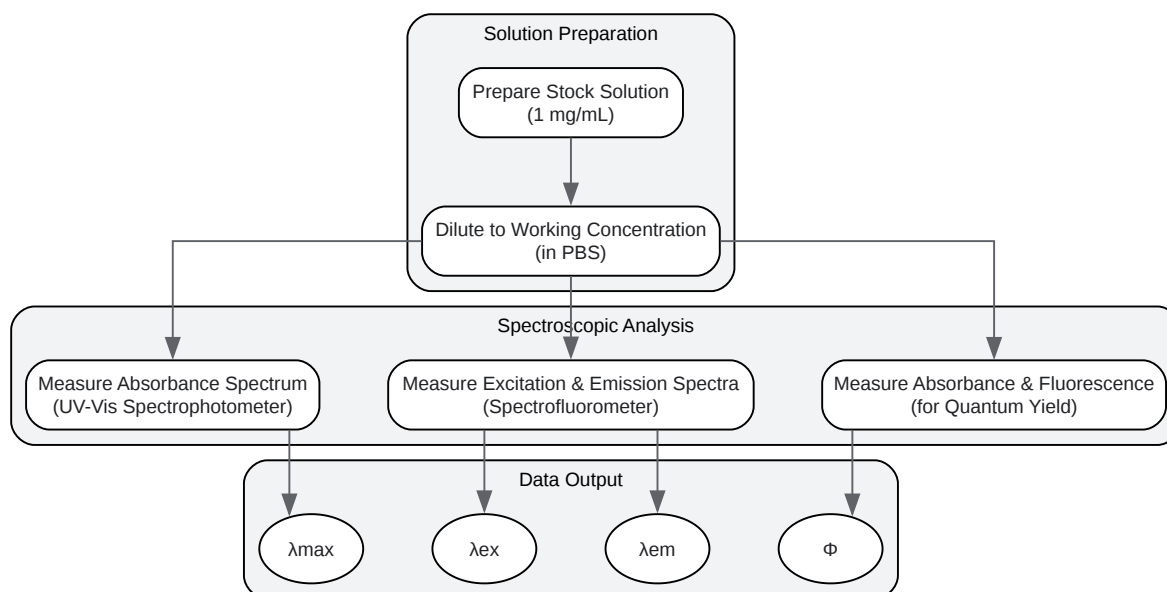 Solution Preparation
Prepare Stock Solution
(1 mg/mL)
Dilute to Working Concentration
(in PBS)
Spectroscopic Analysis
Measure Absorbance Spectrum
(UV-Vis Spectrophotometer)
Measure Excitation & Emission Spectra
(Spectrofluorometer)
Measure Absorbance & Fluorescence
(for Quantum Yield)
Data Output
λmax
λex
λem
Φ